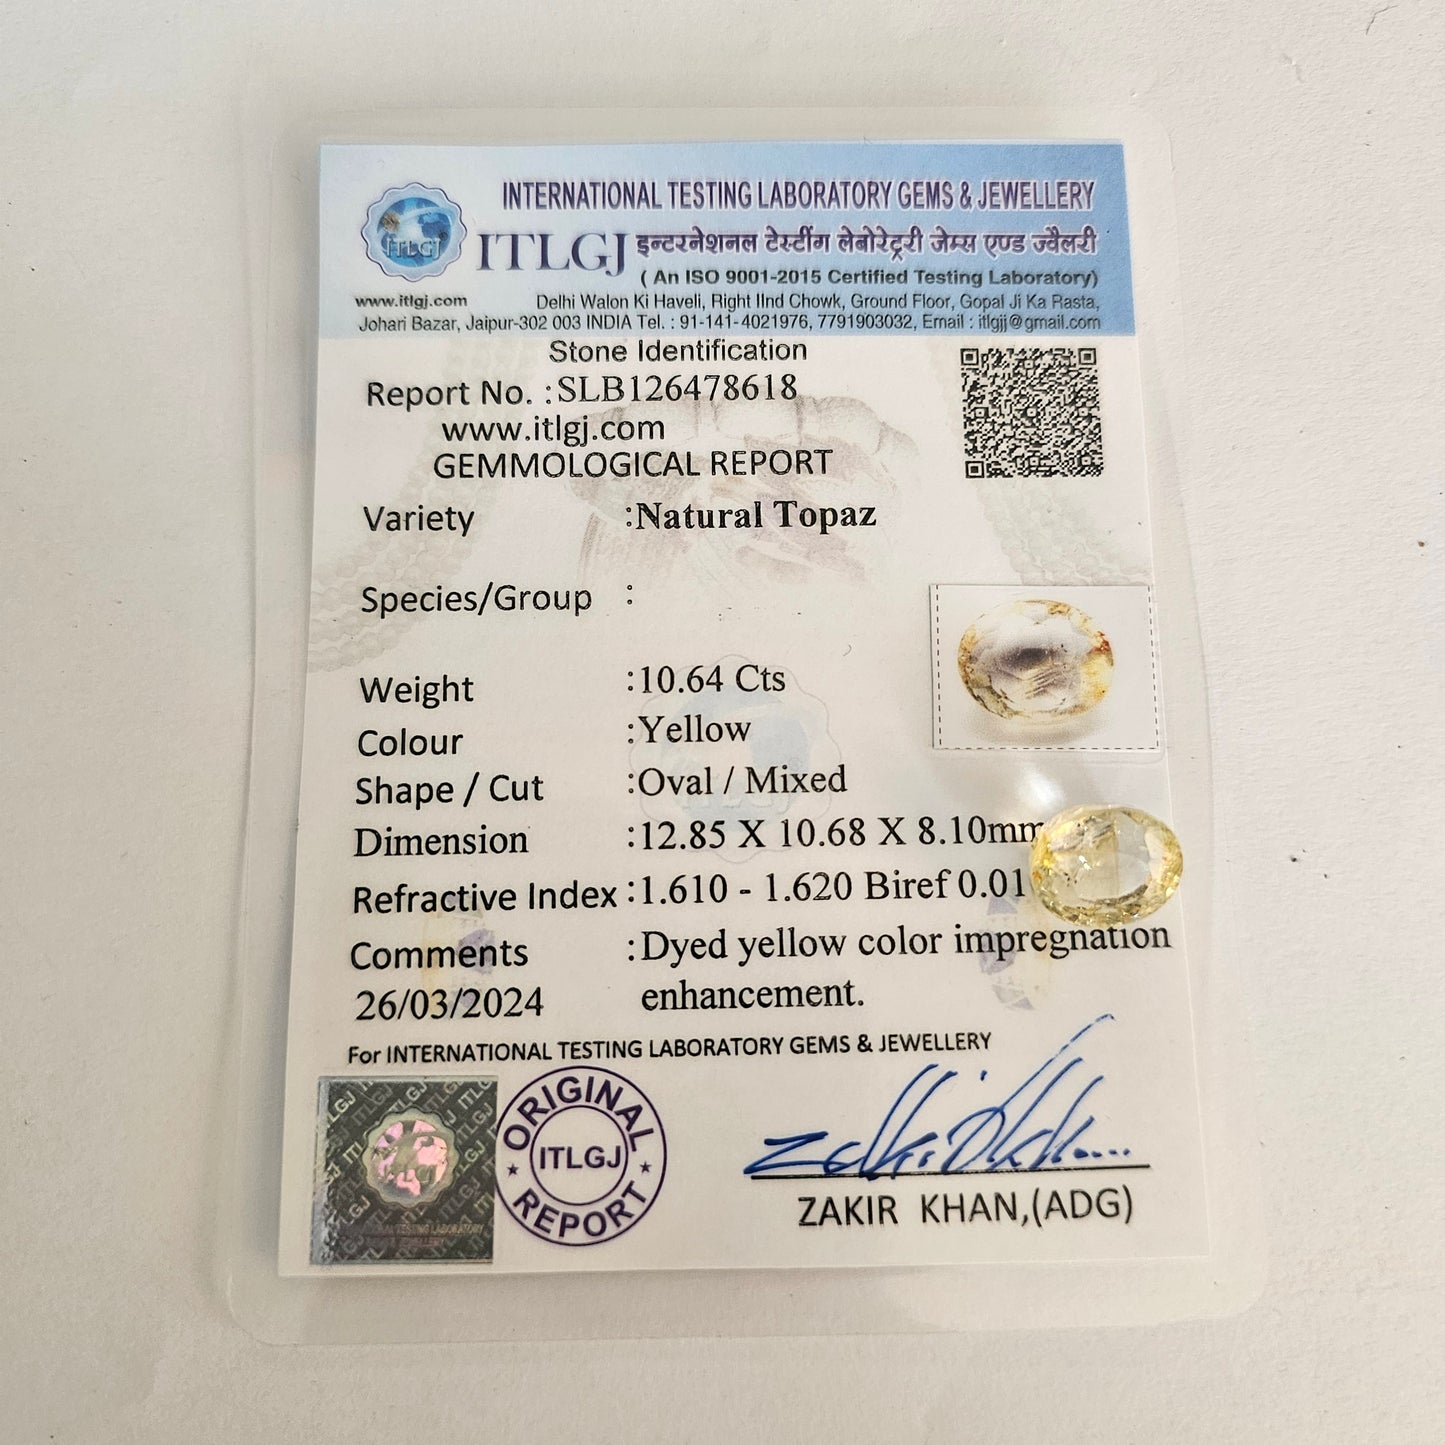 INTERNATIONAL TESTING LABORATORY GEMS & JEWELLERY
ITLGJ
ITLGJ इन्टरनेशनल टेस्टींग लेबोरेट्ररी जेम्स एण्ड ज्वैलरी
( An ISO 9001-2015 Certified Testing Laboratory)
www.itlgj.com Delhi Walon Ki Haveli, Right IInd Chowk, Ground Floor, Gopal Ji Ka Rasta,
Johari Bazar, Jaipur-302 003 INDIA Tel. : 91-141-4021976, 7791903032, Email : itlgjj@gmail.com
Stone Identification
Report No. :SLB126478618
www.itlgj.com
GEMMOLOGICAL REPORT
Variety :Natural Topaz
Species/Group :
Weight :10.64 Cts
Colour :Yellow
Shape / Cut :Oval / Mixed
Dimension :12.85 X 10.68 X 8.10mm
Refractive Index :1.610 - 1.620 Biref 0.01
Comments :Dyed yellow color impregnation
26/03/2024 enhancement.
For INTERNATIONAL TESTING LABORATORY GEMS & JEWELLERY
ORIGINAL
ITLGJ
REPORT
ZAKIR KHAN,(ADG)